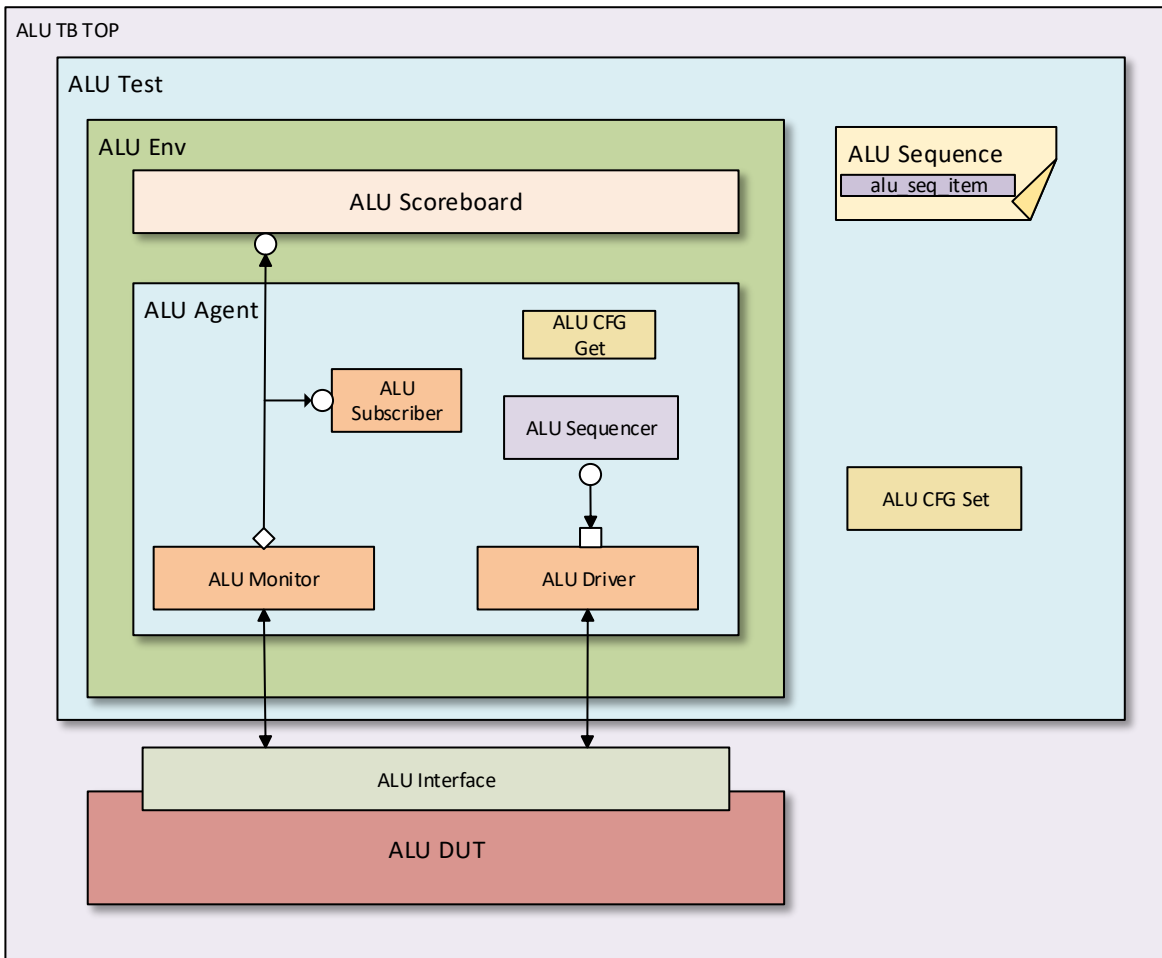 ALU TB TOP
ALU Test
ALU Env
ALU Scoreboard
ALU Sequence
alu_seq_item
ALU Agent
ALU CFG
Get
ALU
Subscriber
ALU Sequencer
ALU CFG Set
ALU Monitor
ALU Driver
ALU Interface
ALU DUT